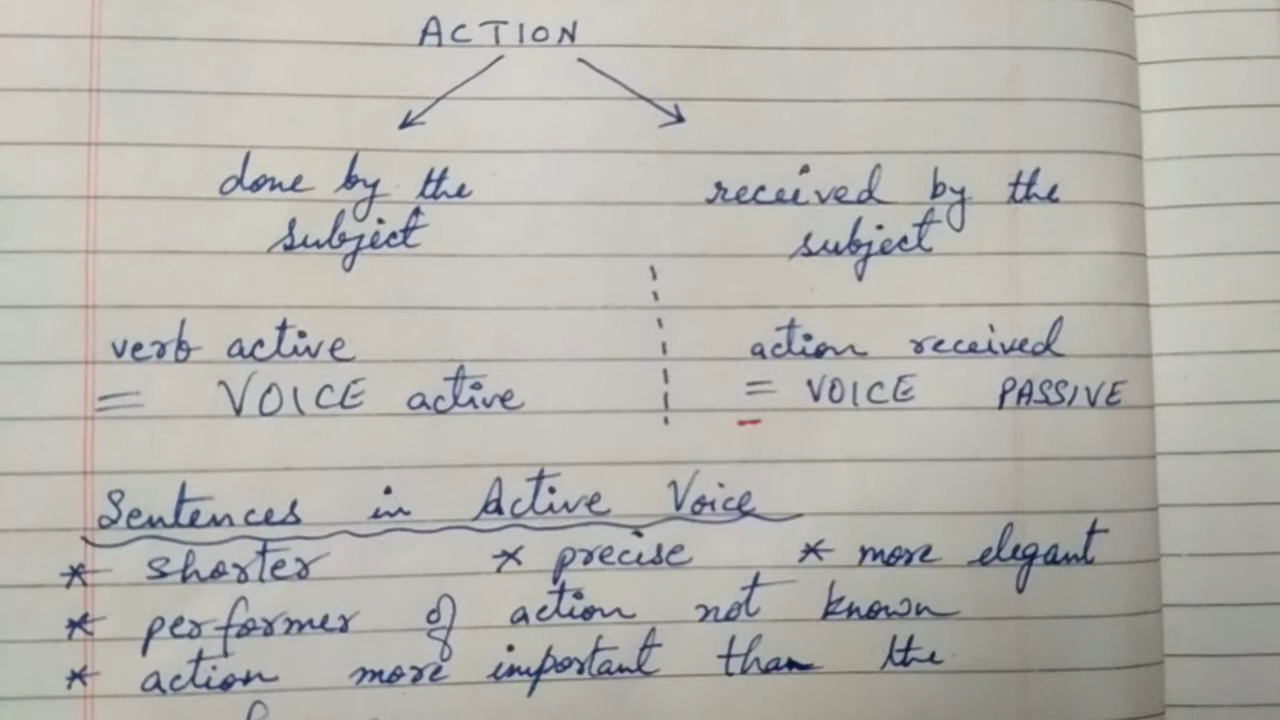 ACTION
done by the received by the
subject subject
verb active action received
= VOICE active = VOICE PASSIVE
Sentences in Active Voice
* shorter * precise * more elegant
* performer of action not known
* action more important than the